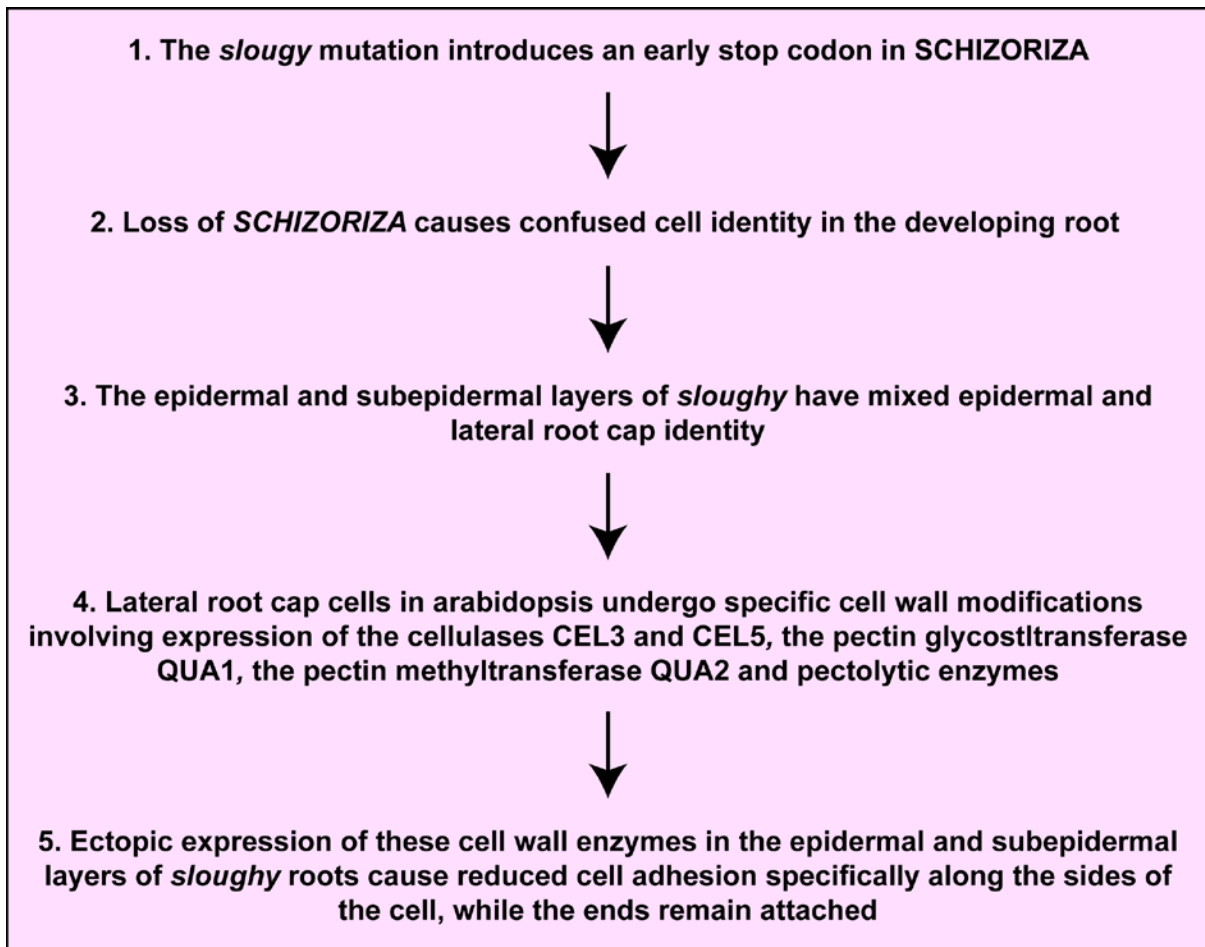 1. The slougy mutation introduces an early stop codon in SCHIZORIZA
2. Loss of SCHIZORIZA causes confused cell identity in the developing root
3. The epidermal and subepidermal layers of sloughy have mixed epidermal and
lateral root cap identity
4. Lateral root cap cells in arabidopsis undergo specific cell wall modifications
involving expression of the cellulases CEL3 and CEL5, the pectin glycostltransferase
QUA1, the pectin methyltransferase QUA2 and pectolytic enzymes
5. Ectopic expression of these cell wall enzymes in the epidermal and subepidermal
layers of sloughy roots cause reduced cell adhesion specifically along the sides of
the cell, while the ends remain attached